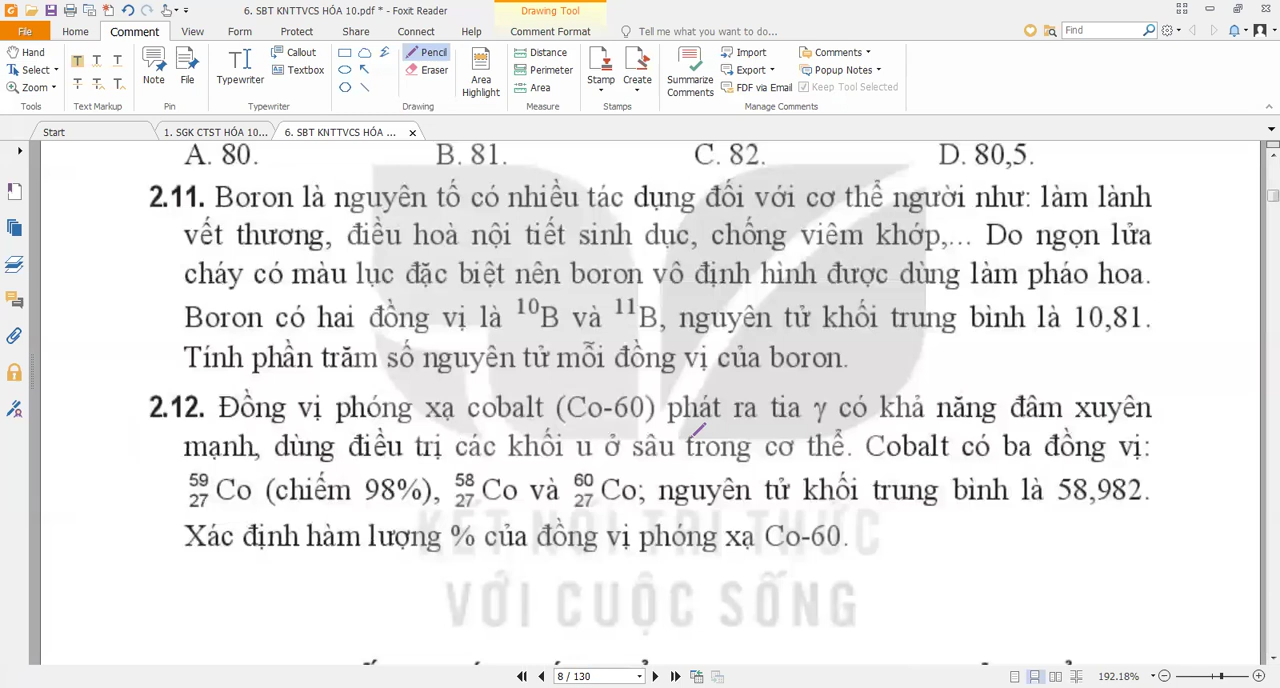 6. SBT KNTTVCS HÓA 10.pdf * - Foxit Reader
Drawing Tool
File Home Comment View Form Protect Share Connect Help Comment Format Tell me what you want to do... Find
Hand
Select
Zoom
Tools
T T T
T T T
Text Markup
Note
File
Pin
Typewriter
Callout
Textbox
Typewriter
Pencil
Eraser
Drawing
Area
Highlight
Distance
Perimeter
Area
Measure
Stamp
Create
Stamps
Summarize
Comments
Import
Export
FDF via Email
Comments
Popup Notes
Keep Tool Selected
Manage Comments
Start 1. SGK CTST HÓA 10... 6. SBT KNTTVCS HÓA ...
A. 80. B. 81. C. 82. D. 80,5.
2.11. Boron là nguyên tố có nhiều tác dụng đối với cơ thể người như: làm lành
vết thương, điều hoà nội tiết sinh dục, chống viêm khớp,... Do ngọn lửa
cháy có màu lục đặc biệt nên boron vô định hình được dùng làm pháo hoa.
Boron có hai đồng vị là ¹⁰B và ¹¹B, nguyên tử khối trung bình là 10,81.
Tính phần trăm số nguyên tử mỗi đồng vị của boron.
2.12. Đồng vị phóng xạ cobalt (Co-60) phát ra tia γ có khả năng đâm xuyên
mạnh, dùng điều trị các khối u ở sâu trong cơ thể. Cobalt có ba đồng vị:
⁵⁹₂₇Co (chiếm 98%), ⁵⁸₂₇Co và ⁶⁰₂₇Co; nguyên tử khối trung bình là 58,982.
Xác định hàm lượng % của đồng vị phóng xạ Co-60.
KẾT NỐI TRI THỨC
VỚI CUỘC SỐNG
8 / 130
192.18%